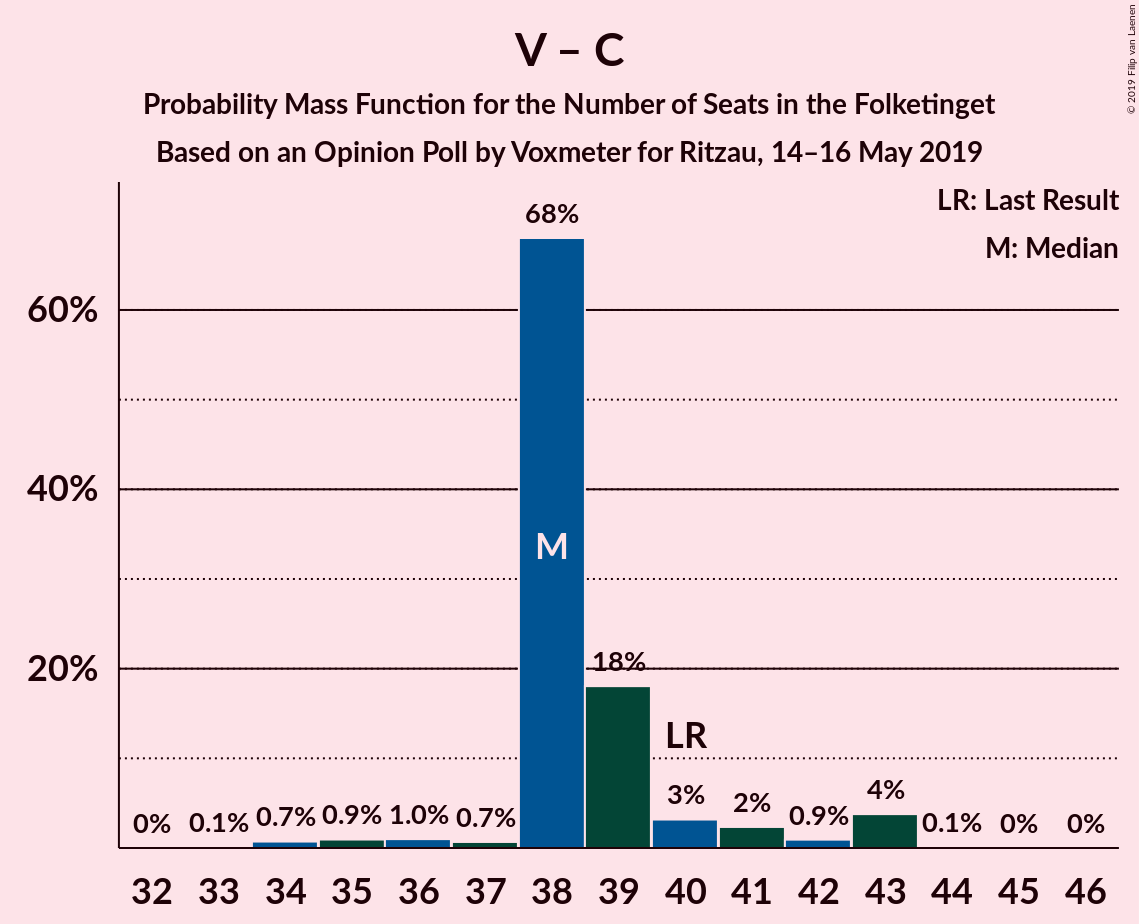 V – C
Probability Mass Function for the Number of Seats in the Folketinget
Based on an Opinion Poll by Voxmeter for Ritzau, 14–16 May 2019
© 2019 Filip van Laenen
LR: Last Result
M: Median
60%
40%
20%
68%
M
18%
LR
0% 0.1% 0.7% 0.9% 1.0% 0.7% 3% 2% 0.9% 4% 0.1% 0% 0%
32 33 34 35 36 37 38 39 40 41 42 43 44 45 46